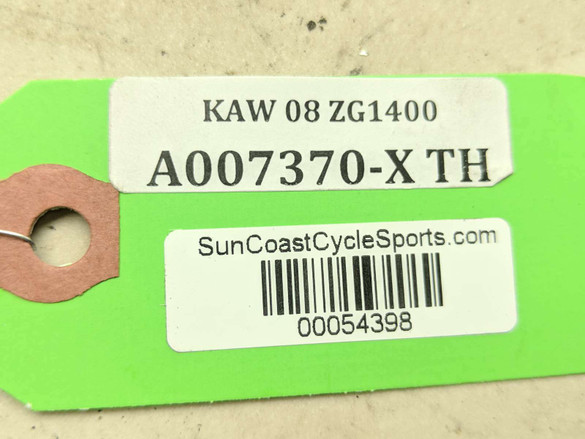 KAW 08 ZG1400
A007370-X TH
SunCoastCycleSports.com
00054398